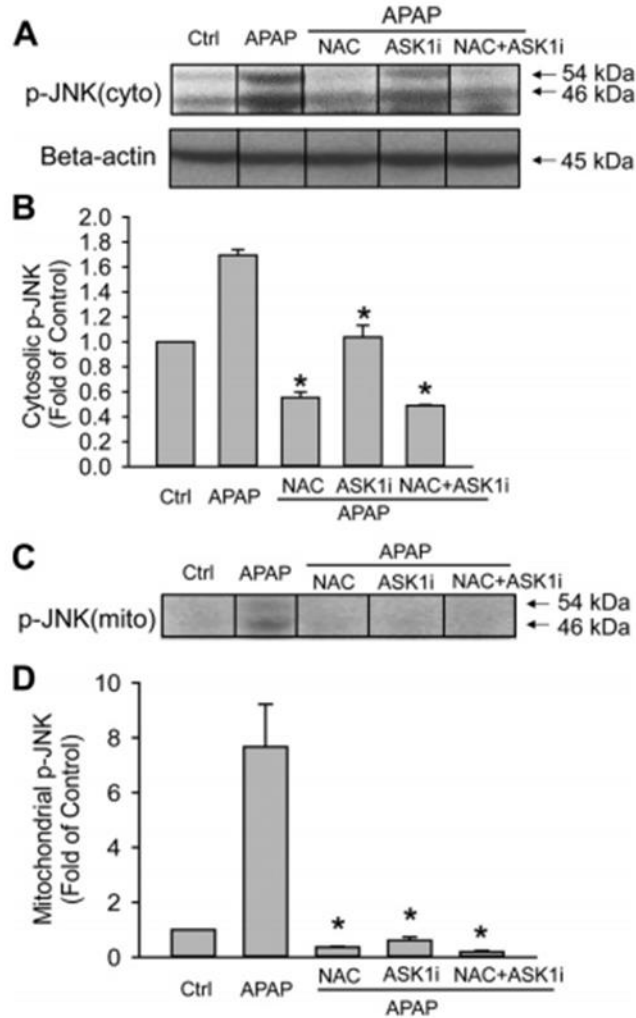 A
APAP
Ctrl APAP NAC ASK1i NAC+ASK1i
p-JNK(cyto)
← 54 kDa
← 46 kDa
Beta-actin
← 45 kDa
B
Cytosolic p-JNK
(Fold of Control)
2.0
1.8
1.6
1.4
1.2
1.0
0.8
0.6
0.4
0.2
0.0
*
*
*
Ctrl APAP NAC ASK1i NAC+ASK1i
APAP
C
APAP
Ctrl APAP NAC ASK1i NAC+ASK1i
p-JNK(mito)
← 54 kDa
← 46 kDa
D
Mitochondrial p-JNK
(Fold of Control)
10
8
6
4
2
0
*
*
*
Ctrl APAP NAC ASK1i NAC+ASK1i
APAP